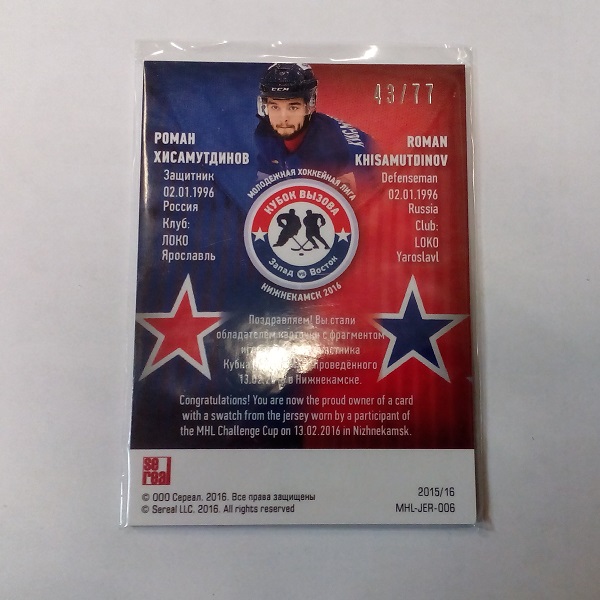 CCM
43/77
РОМАН
ХИСАМУТДИНОВ
Защитник
02.01.1996
Россия
Клуб:
ЛОКО
Ярославль
ROMAN
KHISAMUTDINOV
Defenseman
02.01.1996
Russia
Club:
LOKO
Yaroslavl
МОЛОДЕЖНАЯ ХОККЕЙНАЯ ЛИГА
КУБОК ВЫЗОВА
Запад vs Восток
НИЖНЕКАМСК 2016
Поздравляем! Вы стали
обладателем карточки с фрагментом
проведённого
в Нижнекамске.
Congratulations! You are now the proud owner of a card
with a swatch from the jersey worn by a participant of
the MHL Challenge Cup on 13.02.2016 in Nizhnekamsk.
se
real
© ООО Сереал. 2016. Все права защищены
© Sereal LLC. 2016. All rights reserved
2015/16
MHL-JER-006